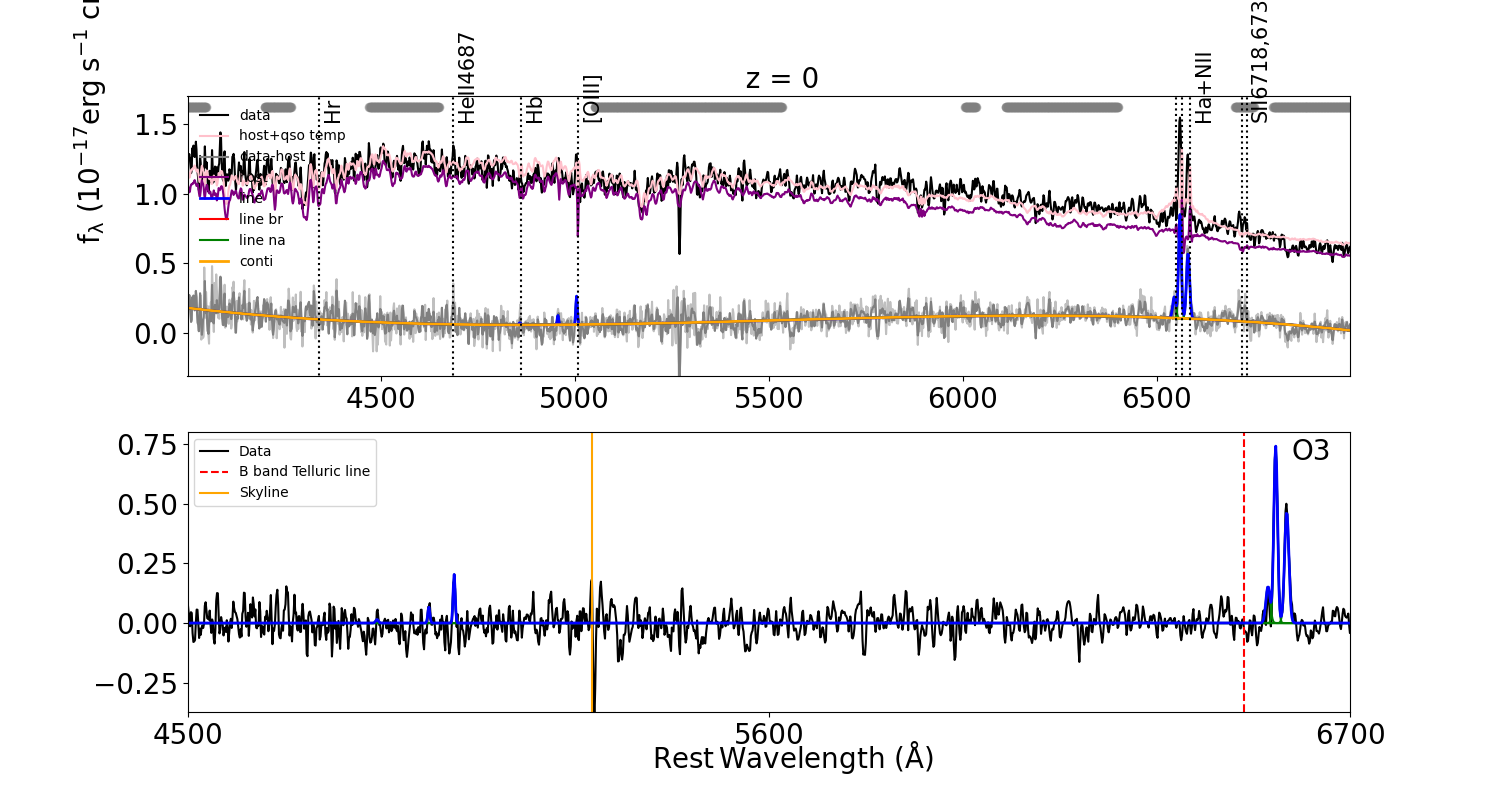 z = 0
f_λ (10⁻¹⁷erg s⁻¹ c
Hr
HeII4687
Hb
[OIII]
Ha+NII
SII6718,673
data
host+qso temp
data-host
line
line br
line na
conti
1.5
1.0
0.5
0.0
4500 5000 5500 6000 6500
Data
B band Telluric line
Skyline
O3
0.75
0.50
0.25
0.00
−0.25
4500 5600 6700
Rest Wavelength (Å)